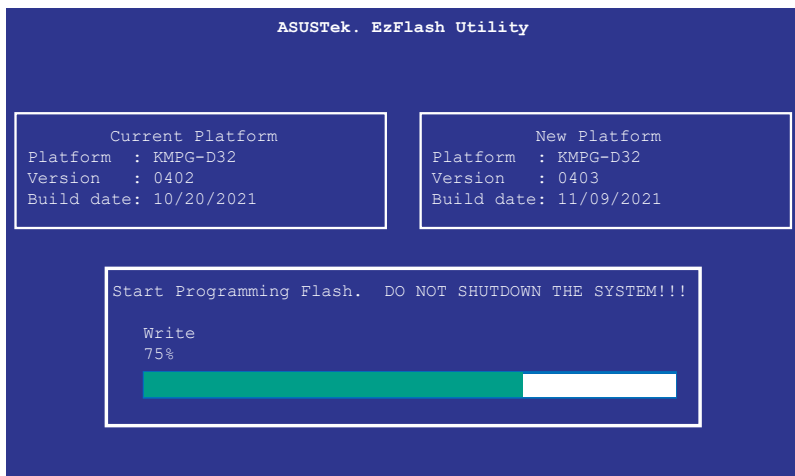 ASUSTek. EzFlash Utility
Current Platform
Platform : KMPG-D32
Version : 0402
Build date: 10/20/2021
New Platform
Platform : KMPG-D32
Version : 0403
Build date: 11/09/2021
Start Programming Flash. DO NOT SHUTDOWN THE SYSTEM!!!
Write
75%